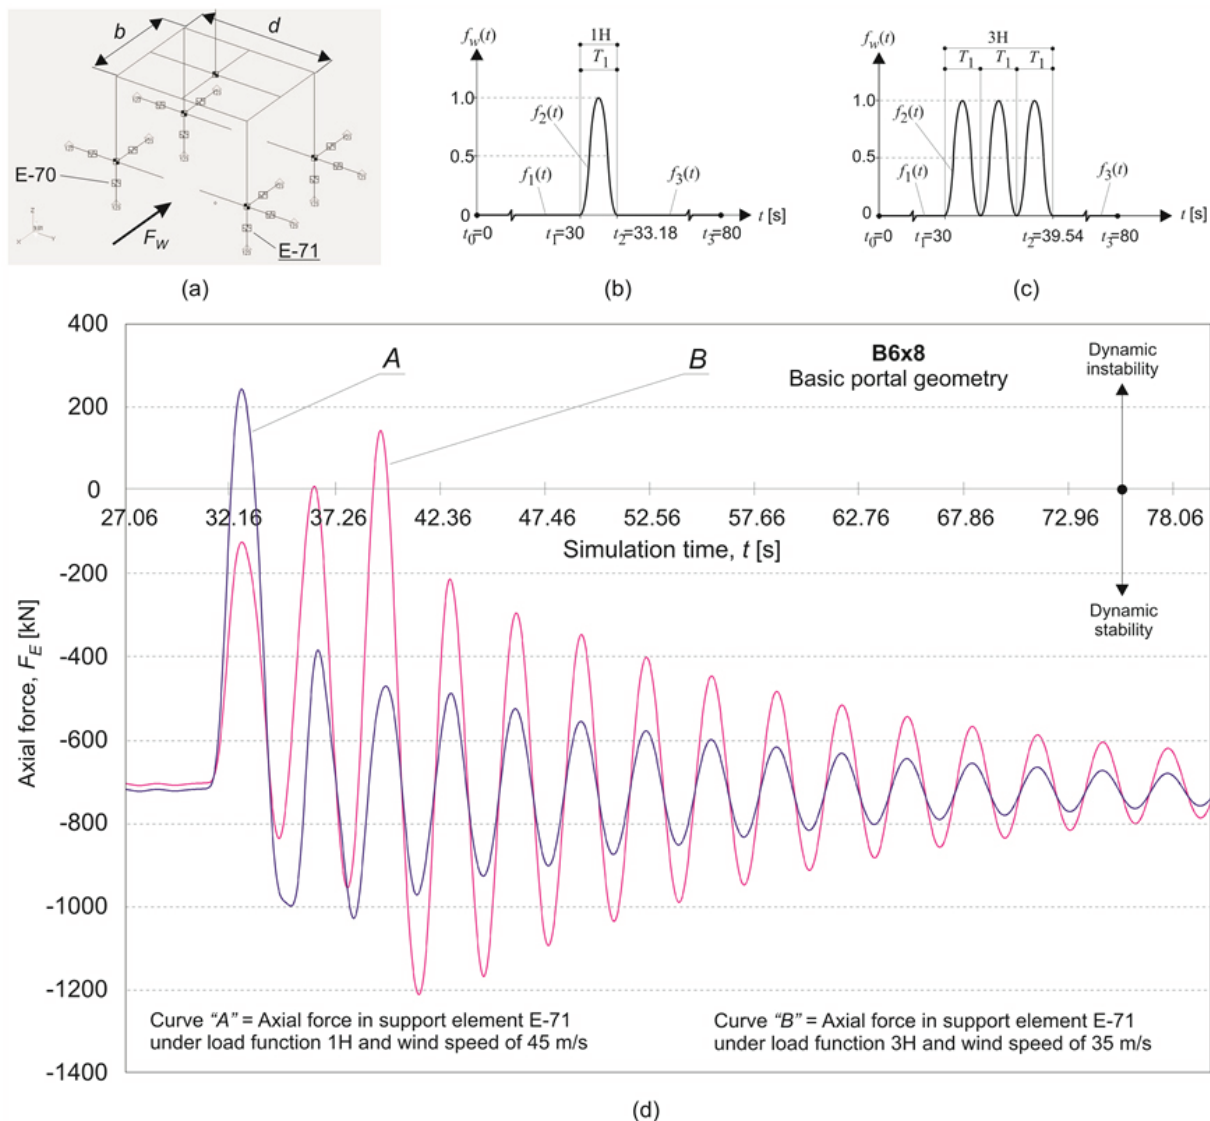 b
d
E-70
F_W
E-71
Z
X
Y
(a)
f_w(t)
1H
T_1
1.0
f_2(t)
0.5
f_1(t)
f_3(t)
0
t [s]
t_0=0
t_1=30
t_2=33.18
t_3=80
(b)
f_w(t)
3H
T_1
T_1
T_1
1.0
f_2(t)
0.5
f_1(t)
f_3(t)
0
t [s]
t_0=0
t_1=30
t_2=39.54
t_3=80
(c)
400
200
0
-200
-400
-600
-800
-1000
-1200
-1400
Axial force, F_E [kN]
A
B
B6x8
Basic portal geometry
Dynamic
instability
27.06
32.16
37.26
42.36
47.46
52.56
57.66
62.76
67.86
72.96
78.06
Simulation time, t [s]
Dynamic
stability
Curve "A" = Axial force in support element E-71
under load function 1H and wind speed of 45 m/s
Curve "B" = Axial force in support element E-71
under load function 3H and wind speed of 35 m/s
(d)